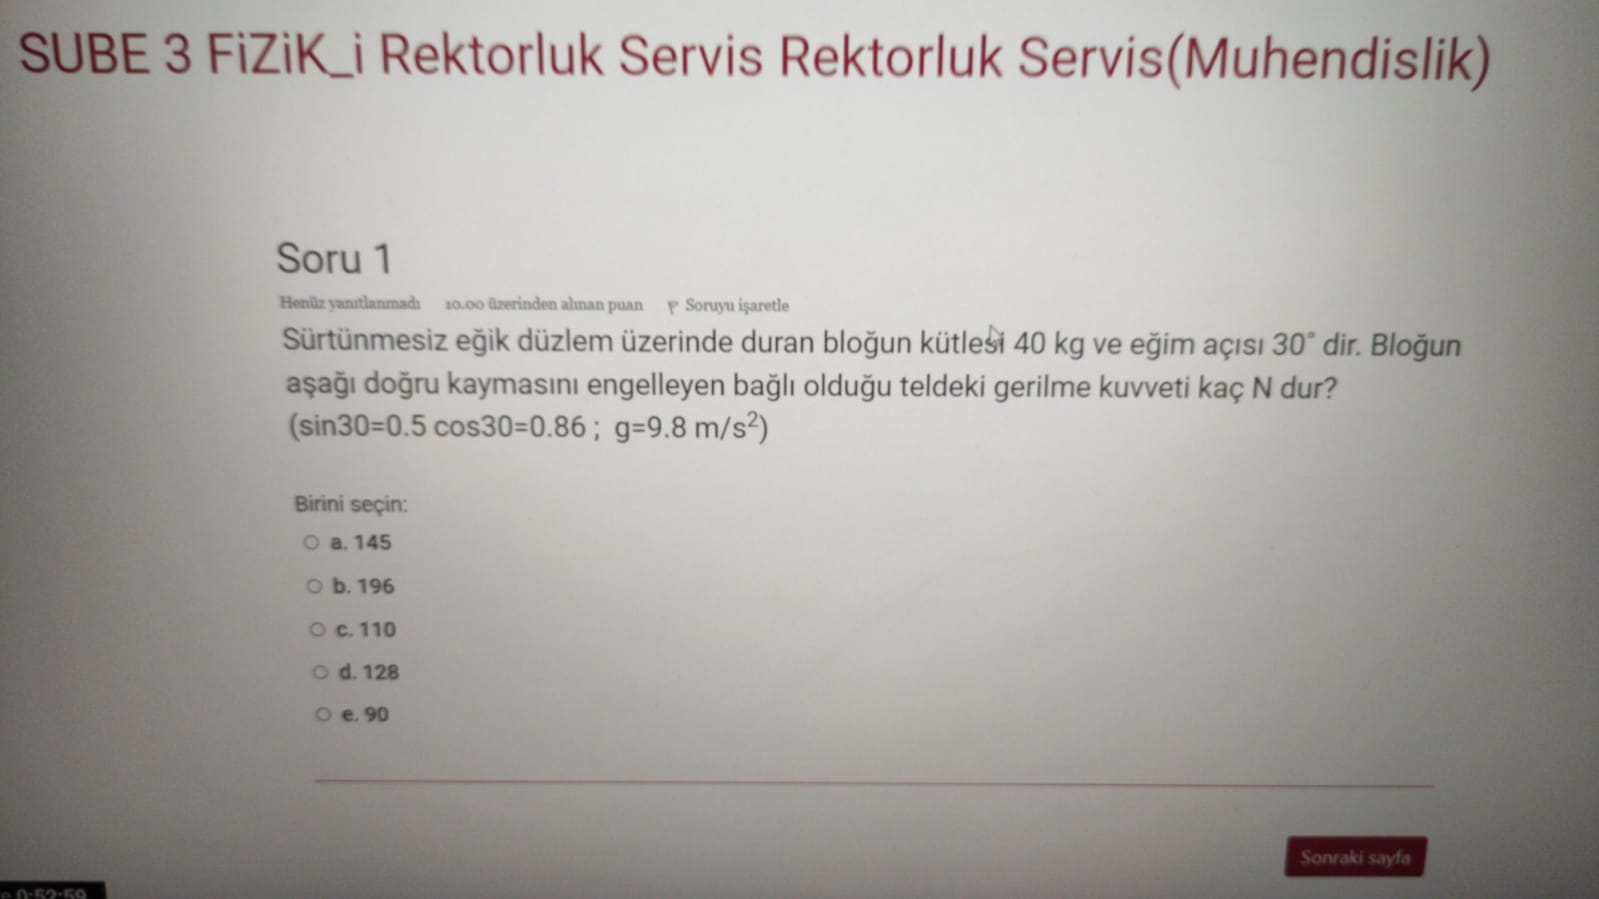 SUBE 3 FiZiK_i Rektorluk Servis Rektorluk Servis(Muhendislik)
Soru 1
Henüz yanıtlanmadı 10.00 üzerinden alınan puan Soruyu işaretle
Sürtünmesiz eğik düzlem üzerinde duran bloğun kütlesi 40 kg ve eğim açısı 30° dir. Bloğun
aşağı doğru kaymasını engelleyen bağlı olduğu teldeki gerilme kuvveti kaç N dur?
(sin30=0.5 cos30=0.86 ; g=9.8 m/s²)
Birini seçin:
a. 145
b. 196
c. 110
d. 128
e. 90
Sonraki sayfa
0:52:59